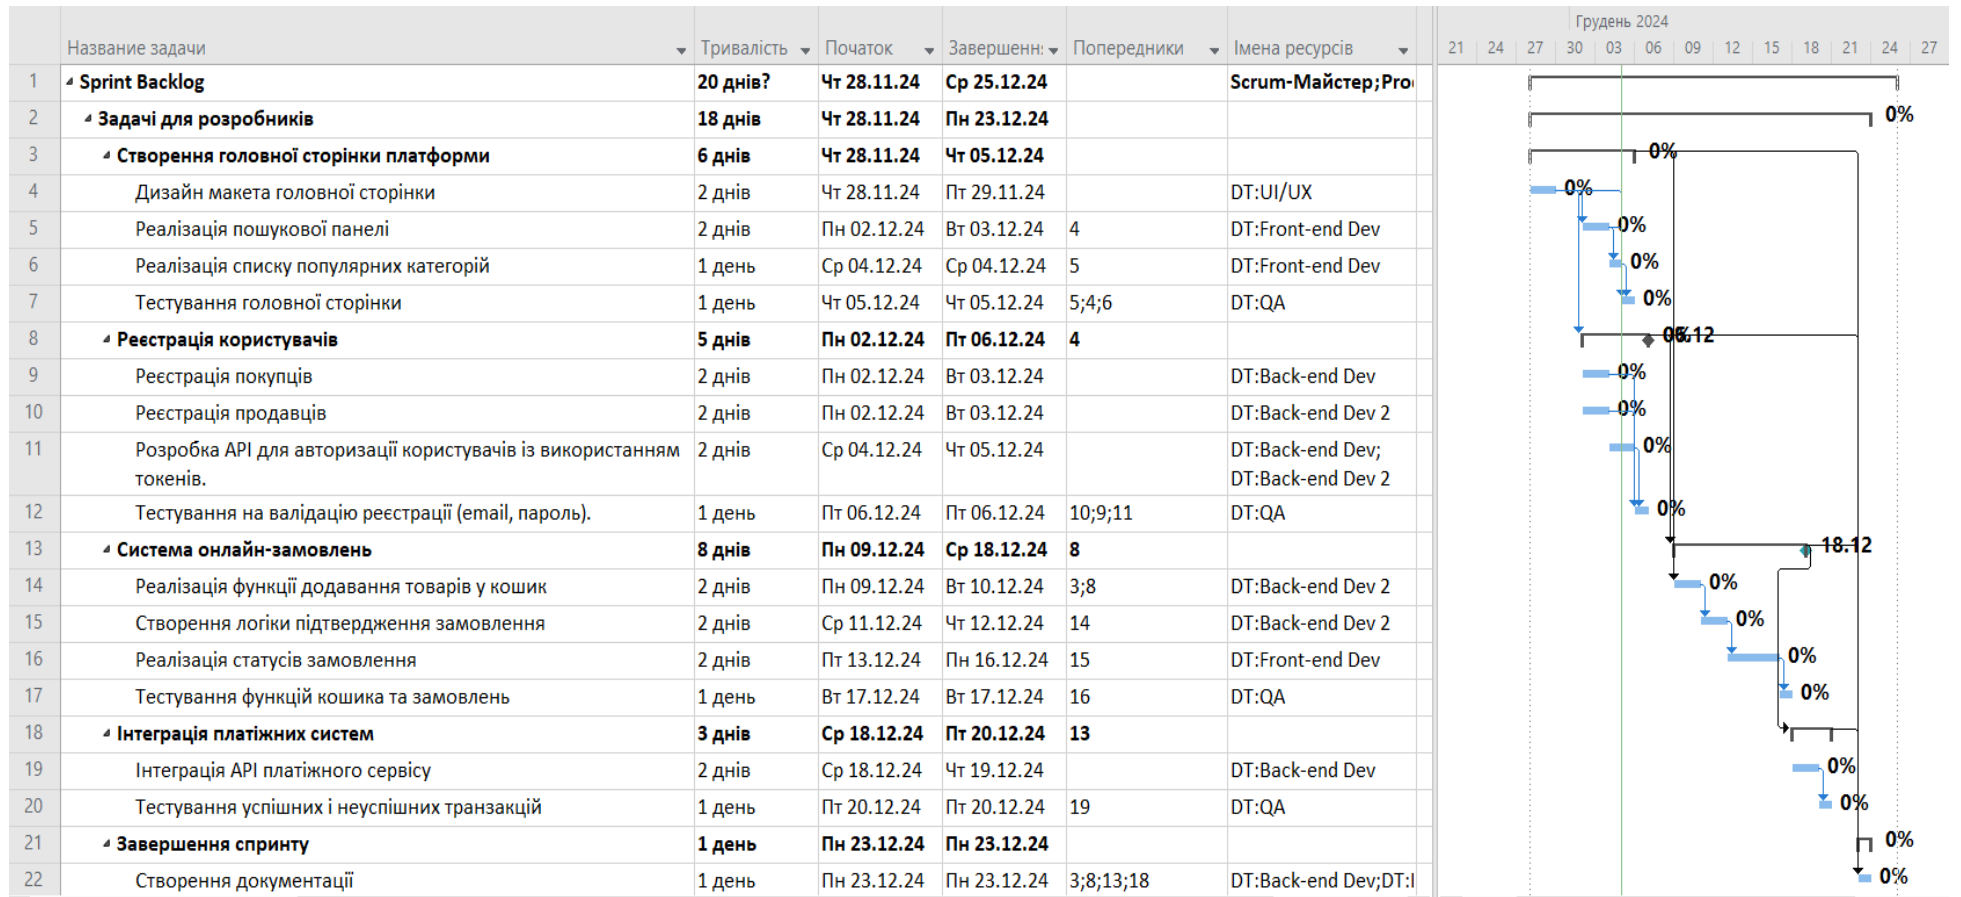 Грудень 2024
Название задачи Тривалість Початок Завершенн: Попередники Імена ресурсів 21 24 27 30 03 06 09 12 15 18 21 24 27
1 Sprint Backlog 20 днів? Чт 28.11.24 Ср 25.12.24 Scrum-Майстер;Pro
2 Задачі для розробників 18 днів Чт 28.11.24 Пн 23.12.24 0%
3 Створення головної сторінки платформи 6 днів Чт 28.11.24 Чт 05.12.24 0%
4 Дизайн макета головної сторінки 2 днів Чт 28.11.24 Пт 29.11.24 DT:UI/UX 0%
5 Реалізація пошукової панелі 2 днів Пн 02.12.24 Вт 03.12.24 4 DT:Front-end Dev 0%
6 Реалізація списку популярних категорій 1 день Ср 04.12.24 Ср 04.12.24 5 DT:Front-end Dev 0%
7 Тестування головної сторінки 1 день Чт 05.12.24 Чт 05.12.24 5;4;6 DT:QA 0%
8 Реєстрація користувачів 5 днів Пн 02.12.24 Пт 06.12.24 4
9 Реєстрація покупців 2 днів Пн 02.12.24 Вт 03.12.24 DT:Back-end Dev 0%
10 Реєстрація продавців 2 днів Пн 02.12.24 Вт 03.12.24 DT:Back-end Dev 2 0%
11 Розробка API для авторизації користувачів із використанням 2 днів Ср 04.12.24 Чт 05.12.24 DT:Back-end Dev; 0%
токенів. DT:Back-end Dev 2
12 Тестування на валідацію реєстрації (email, пароль). 1 день Пт 06.12.24 Пт 06.12.24 10;9;11 DT:QA 0%
13 Система онлайн-замовлень 8 днів Пн 09.12.24 Ср 18.12.24 8 18.12
14 Реалізація функції додавання товарів у кошик 2 днів Пн 09.12.24 Вт 10.12.24 3;8 DT:Back-end Dev 2 0%
15 Створення логіки підтвердження замовлення 2 днів Ср 11.12.24 Чт 12.12.24 14 DT:Back-end Dev 2 0%
16 Реалізація статусів замовлення 2 днів Пт 13.12.24 Пн 16.12.24 15 DT:Front-end Dev 0%
17 Тестування функцій кошика та замовлень 1 день Вт 17.12.24 Вт 17.12.24 16 DT:QA 0%
18 Інтеграція платіжних систем 3 днів Ср 18.12.24 Пт 20.12.24 13
19 Інтеграція API платіжного сервісу 2 днів Ср 18.12.24 Чт 19.12.24 DT:Back-end Dev 0%
20 Тестування успішних і неуспішних транзакцій 1 день Пт 20.12.24 Пт 20.12.24 19 DT:QA 0%
21 Завершення спринту 1 день Пн 23.12.24 Пн 23.12.24 0%
22 Створення документації 1 день Пн 23.12.24 Пн 23.12.24 3;8;13;18 DT:Back-end Dev;DT: 0%